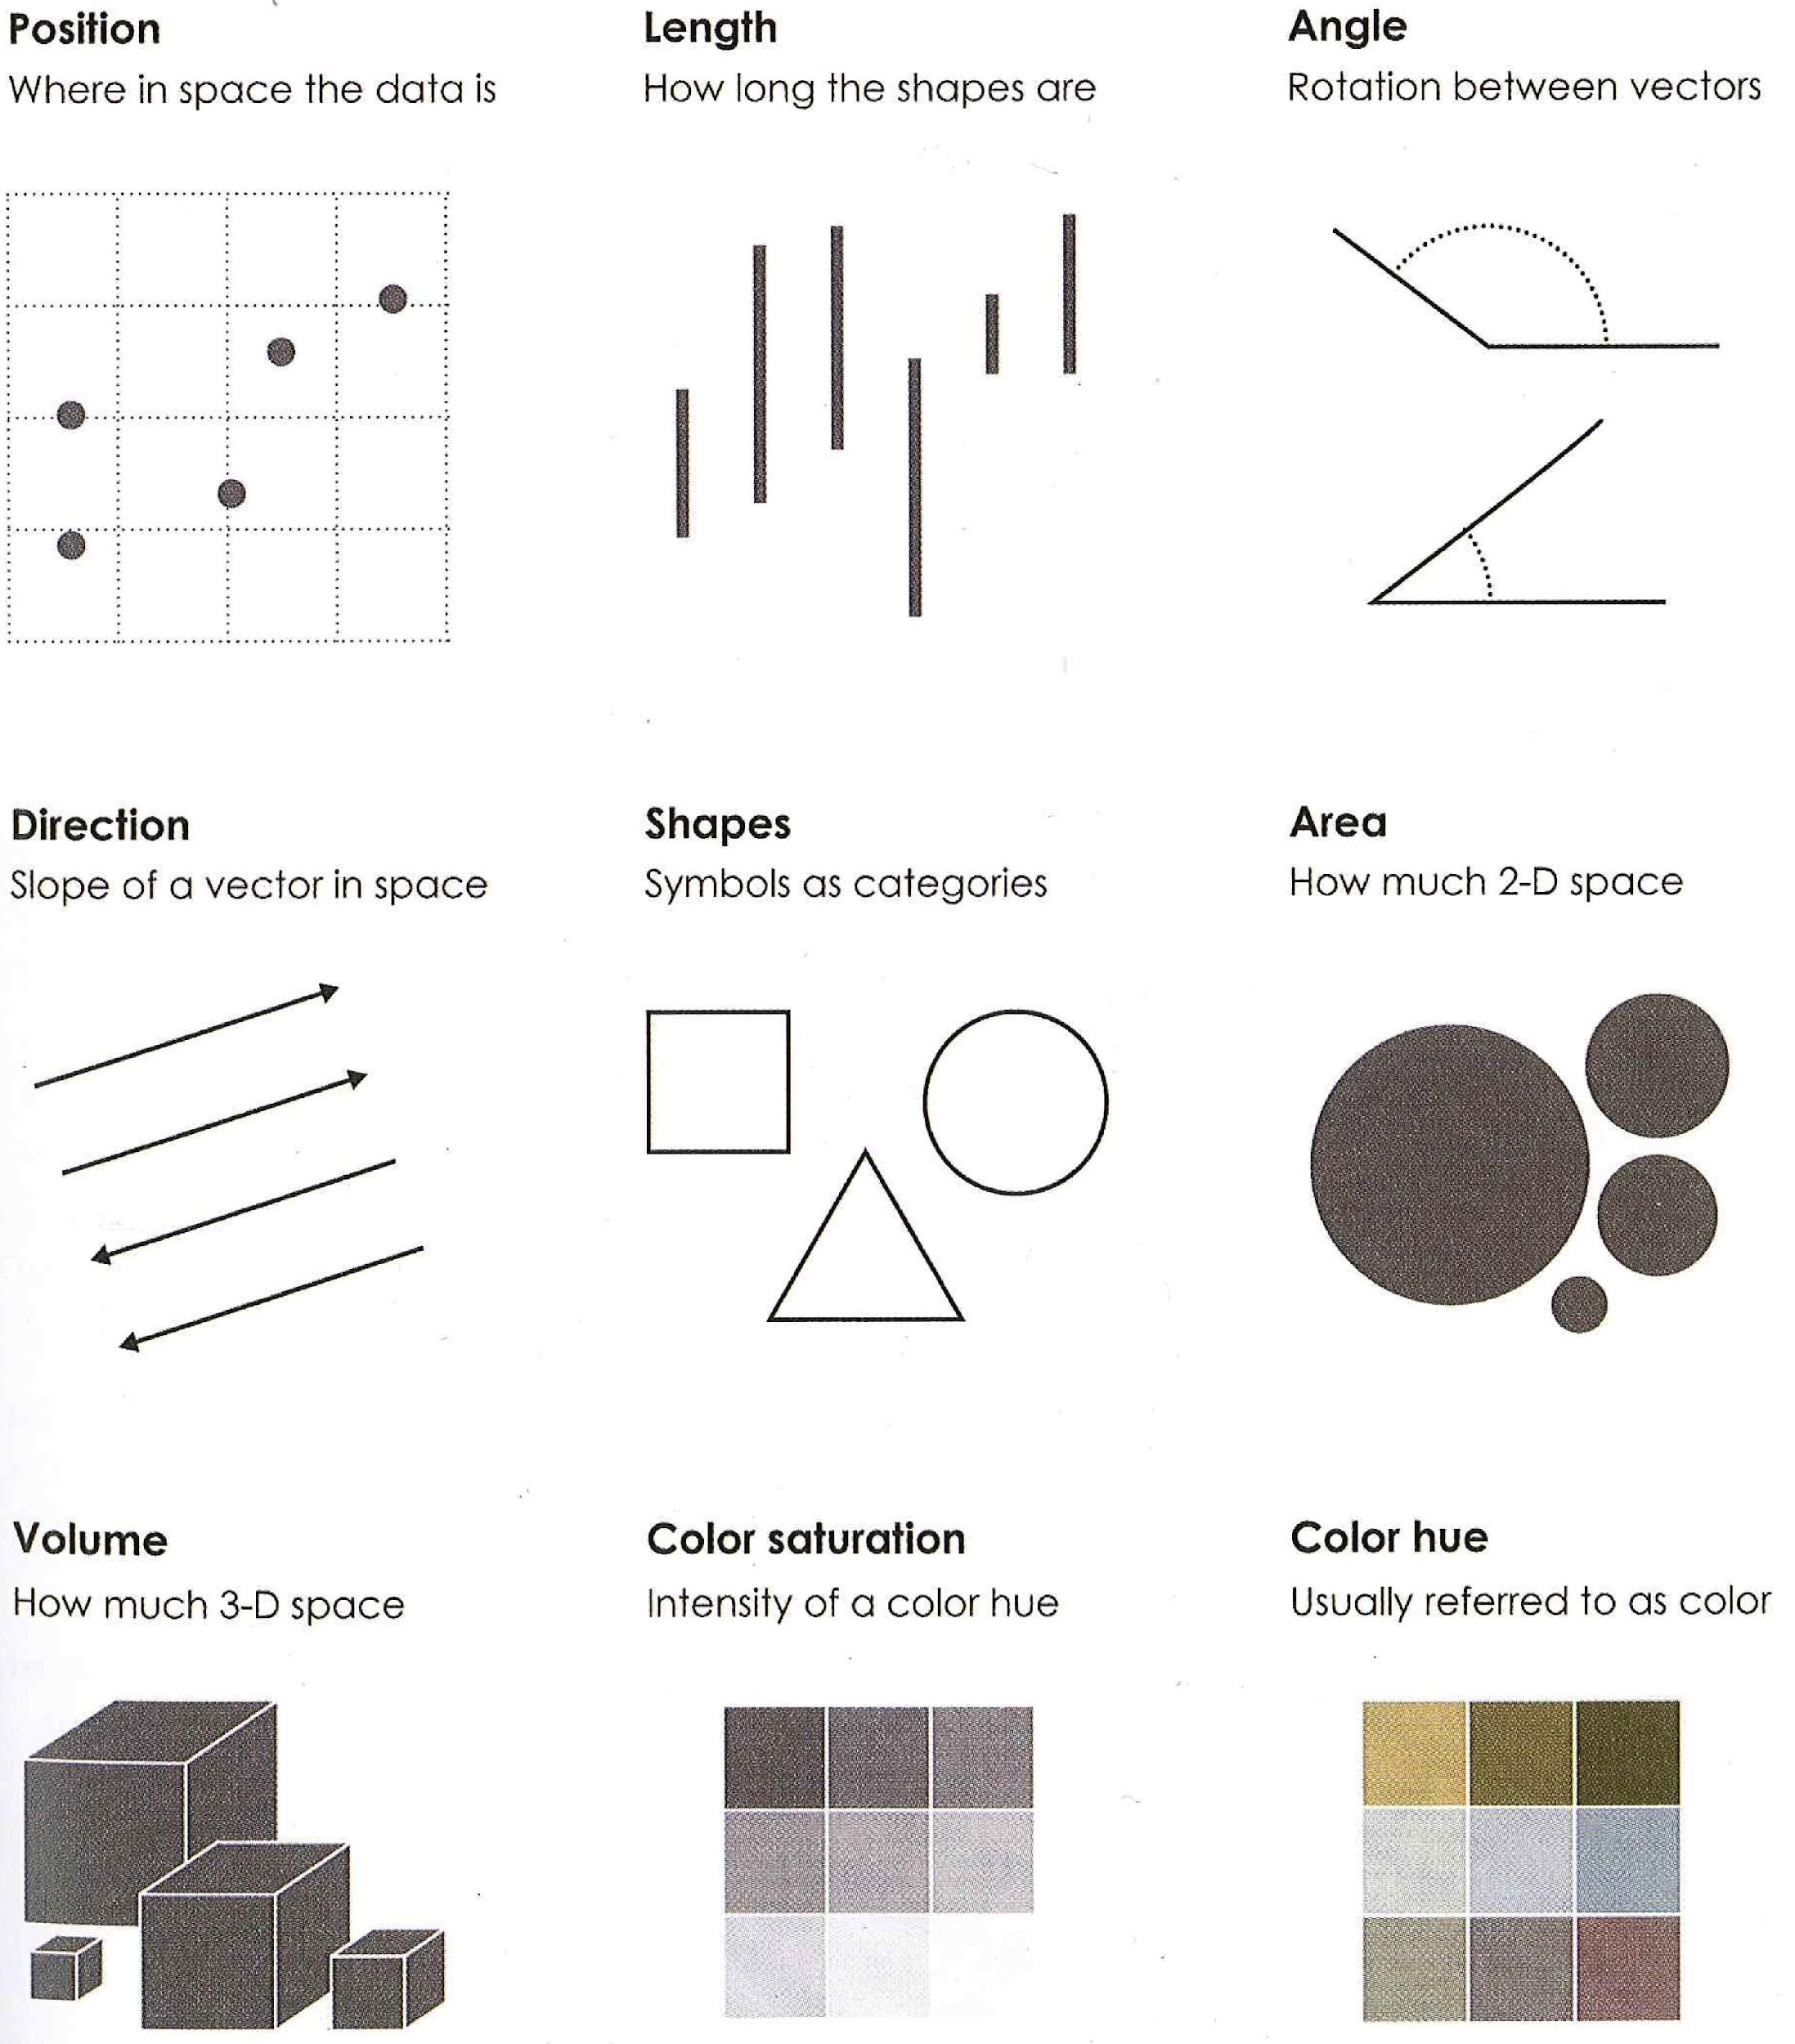 Position
Where in space the data is
Length
How long the shapes are
Angle
Rotation between vectors
Direction
Slope of a vector in space
Shapes
Symbols as categories
Area
How much 2-D space
Volume
How much 3-D space
Color saturation
Intensity of a color hue
Color hue
Usually referred to as color